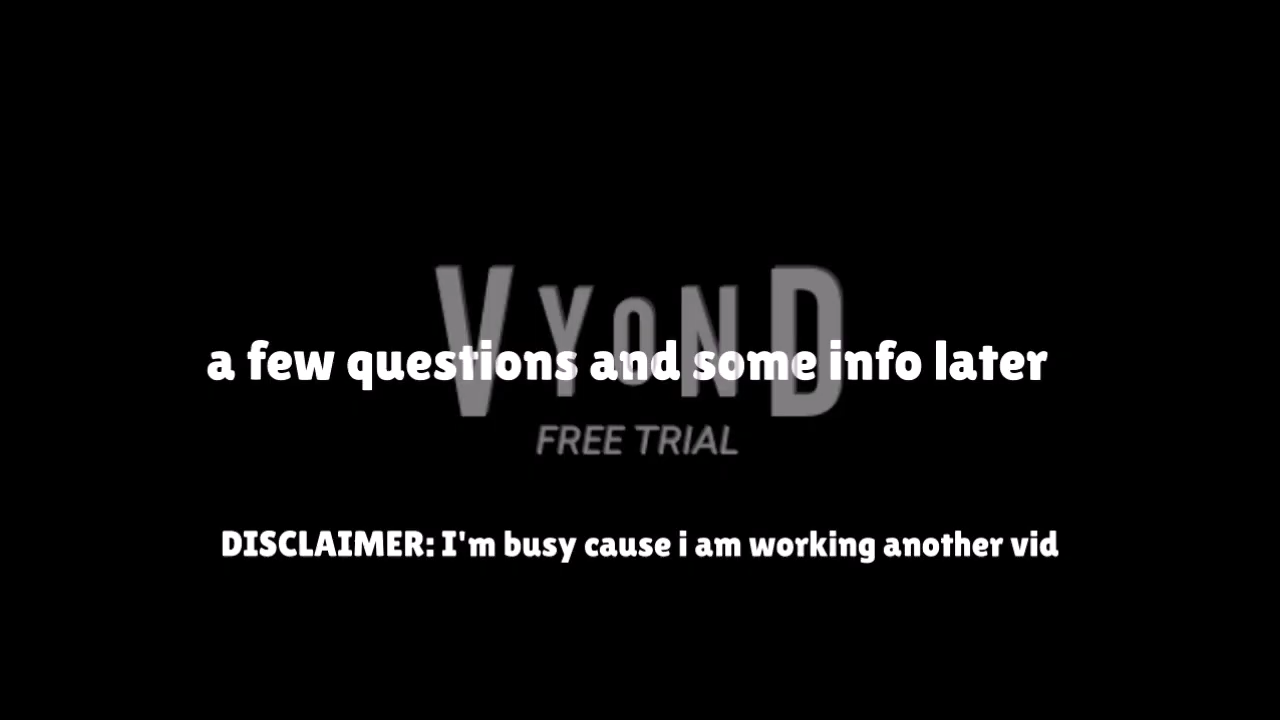 VYOND
a few questions and some info later
FREE TRIAL
DISCLAIMER: I'm busy cause i am working another vid